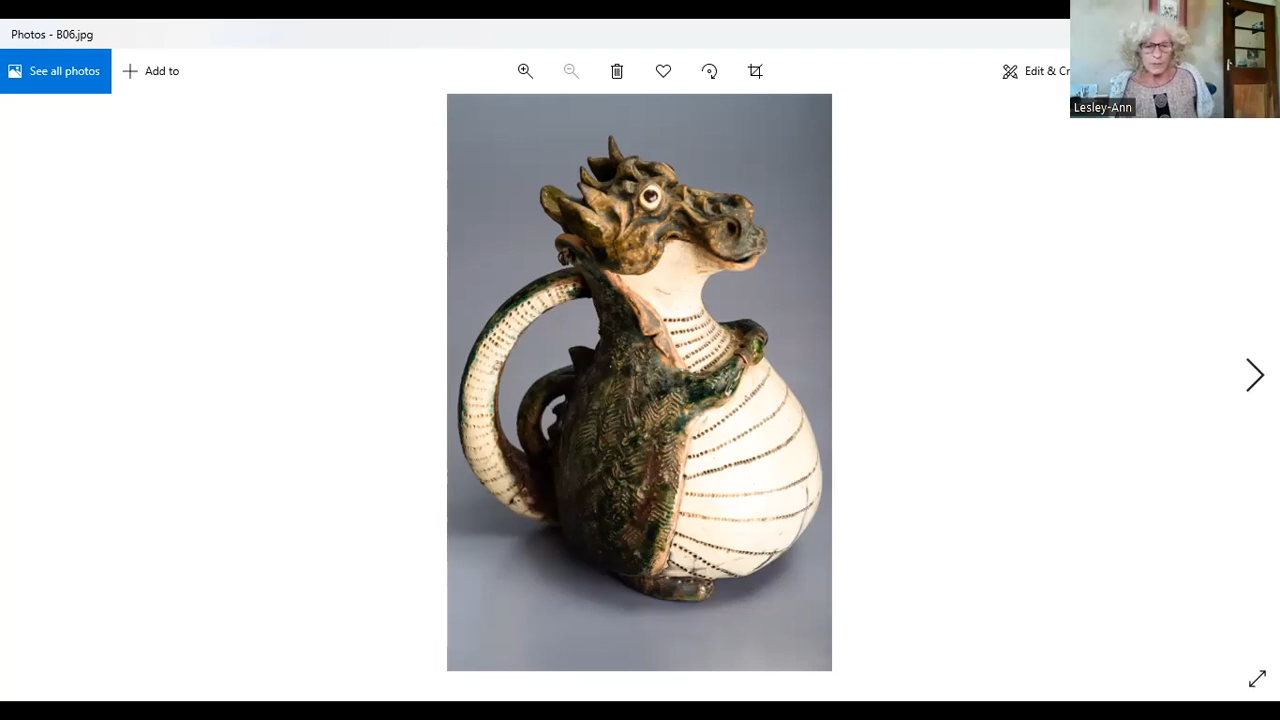 Photos - B06.jpg
See all photos
Add to
Edit & Cr
Lesley-Ann